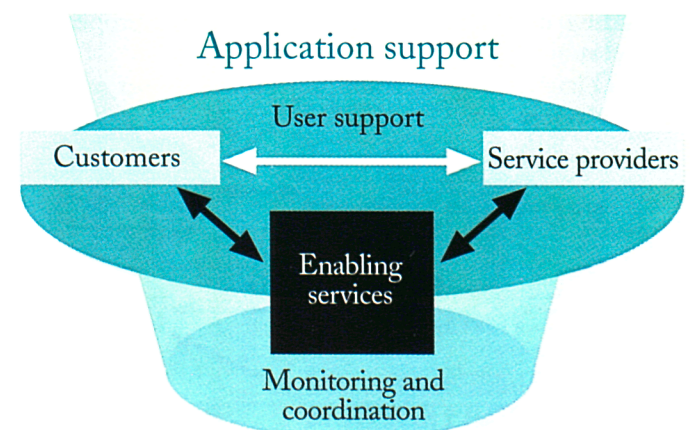 Application support
User support
Customers
Service providers
Enabling
services
Monitoring and
coordination